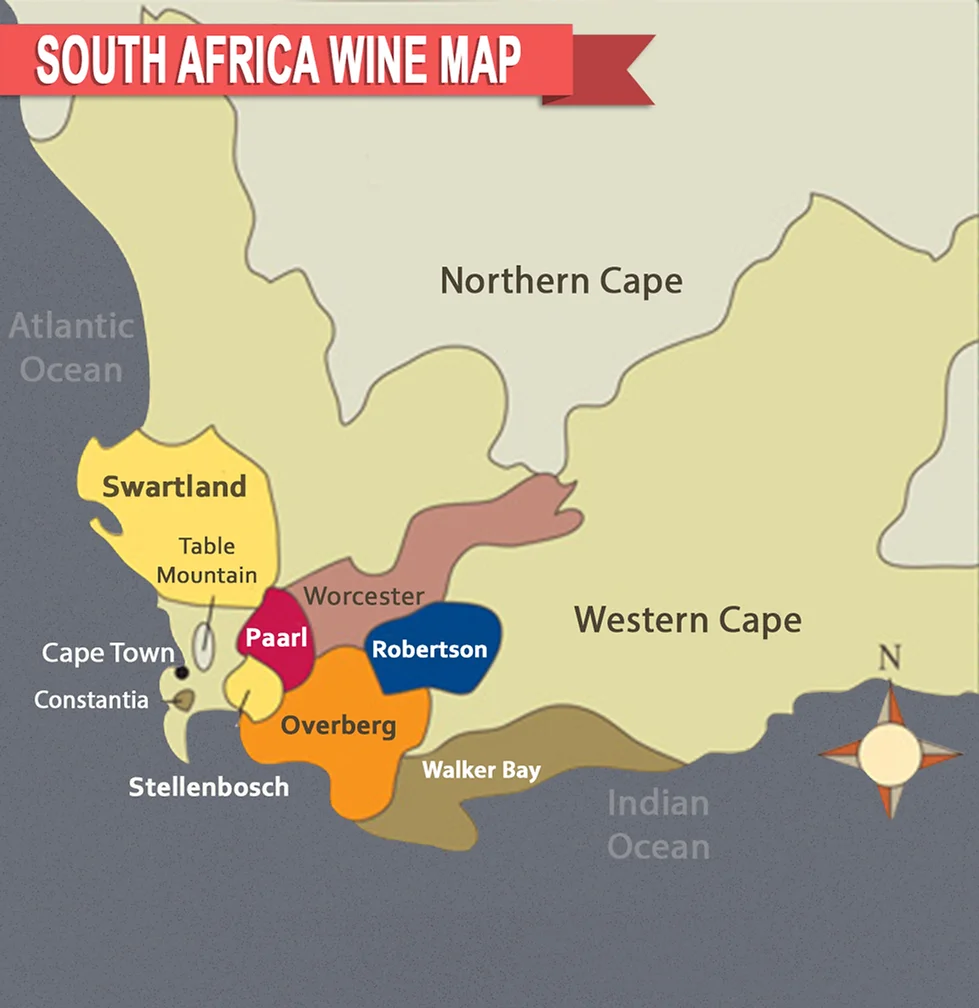 SOUTH AFRICA WINE MAP
Northern Cape
Atlantic
Ocean
Swartland
Table
Mountain
Worcester
Western Cape
Paarl
Robertson
Cape Town
N
Constantia
Overberg
Walker Bay
Stellenbosch
Indian
Ocean